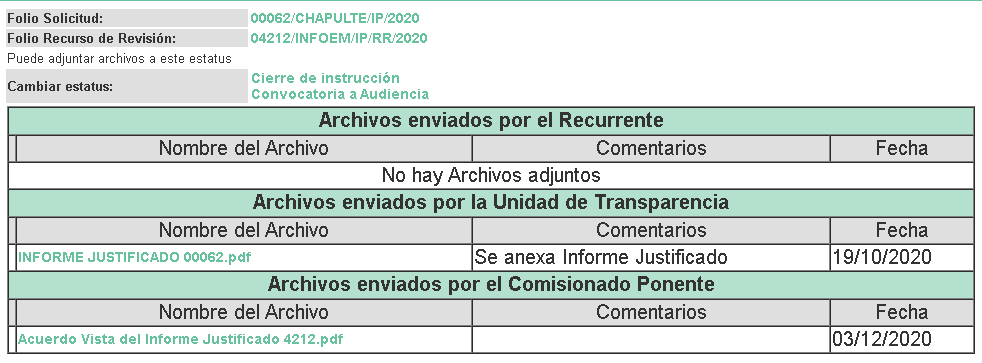 Folio Solicitud: 00062/CHAPULTE/IP/2020
Folio Recurso de Revisión: 04212/INFOEM/IP/RR/2020
Puede adjuntar archivos a este estatus
Cambiar estatus: Cierre de instrucción
Convocatoria a Audiencia
Archivos enviados por el Recurrente
Nombre del Archivo Comentarios Fecha
No hay Archivos adjuntos
Archivos enviados por la Unidad de Transparencia
Nombre del Archivo Comentarios Fecha
INFORME JUSTIFICADO 00062.pdf Se anexa Informe Justificado 19/10/2020
Archivos enviados por el Comisionado Ponente
Nombre del Archivo Comentarios Fecha
Acuerdo Vista del Informe Justificado 4212.pdf 03/12/2020